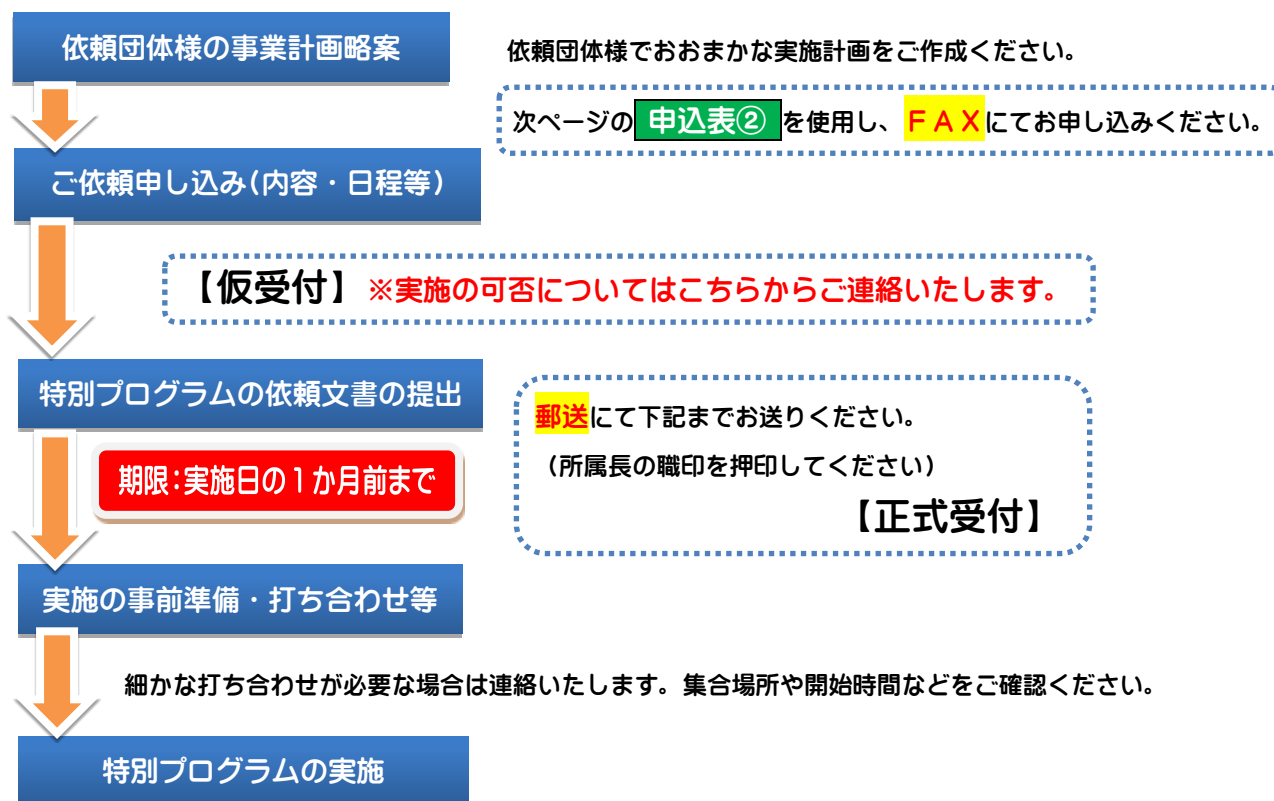 依頼団体様の事業計画略案
依頼団体様でおおまかな実施計画をご作成ください。
次ページの 申込表② を使用し、ＦＡＸにてお申し込みください。
ご依頼申し込み(内容・日程等)
【仮受付】※実施の可否についてはこちらからご連絡いたします。
特別プログラムの依頼文書の提出
郵送にて下記までお送りください。
（所属長の職印を押印してください）
【正式受付】
期限：実施日の１か月前まで
実施の事前準備・打ち合わせ等
細かな打ち合わせが必要な場合は連絡いたします。集合場所や開始時間などをご確認ください。
特別プログラムの実施